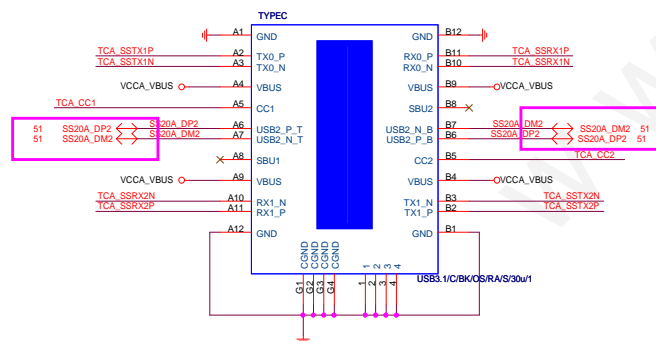 TYPEC
A1 GND GND B12
TCA_SSTX1P A2 TX0_P RX0_P B11 TCA_SSRX1P
TCA_SSTX1N A3 TX0_N RX0_N B10 TCA_SSRX1N
VCCA_VBUS A4 VBUS VBUS B9 VCCA_VBUS
TCA_CC1 A5 CC1 SBU2 B8
51 SS20A_DP2 SS20A_DP2 A6 USB2_P_T USB2_N_B B7 SS20A_DM2 SS20A_DM2 51
51 SS20A_DM2 SS20A_DM2 A7 USB2_N_T USB2_P_B B6 SS20A_DP2 SS20A_DP2 51
A8 SBU1 CC2 B5 TCA_CC2
VCCA_VBUS A9 VBUS VBUS B4 VCCA_VBUS
TCA_SSRX2N A10 RX1_N TX1_N B3 TCA_SSTX2N
TCA_SSRX2P A11 RX1_P TX1_P B2 TCA_SSTX2P
A12 GND GND B1
CGND CGND CGND CGND 1 2 3 4
G1 G2 G3 G4 1 2 3 4
USB3.1/C/BK/OS/RA/S/30u/1